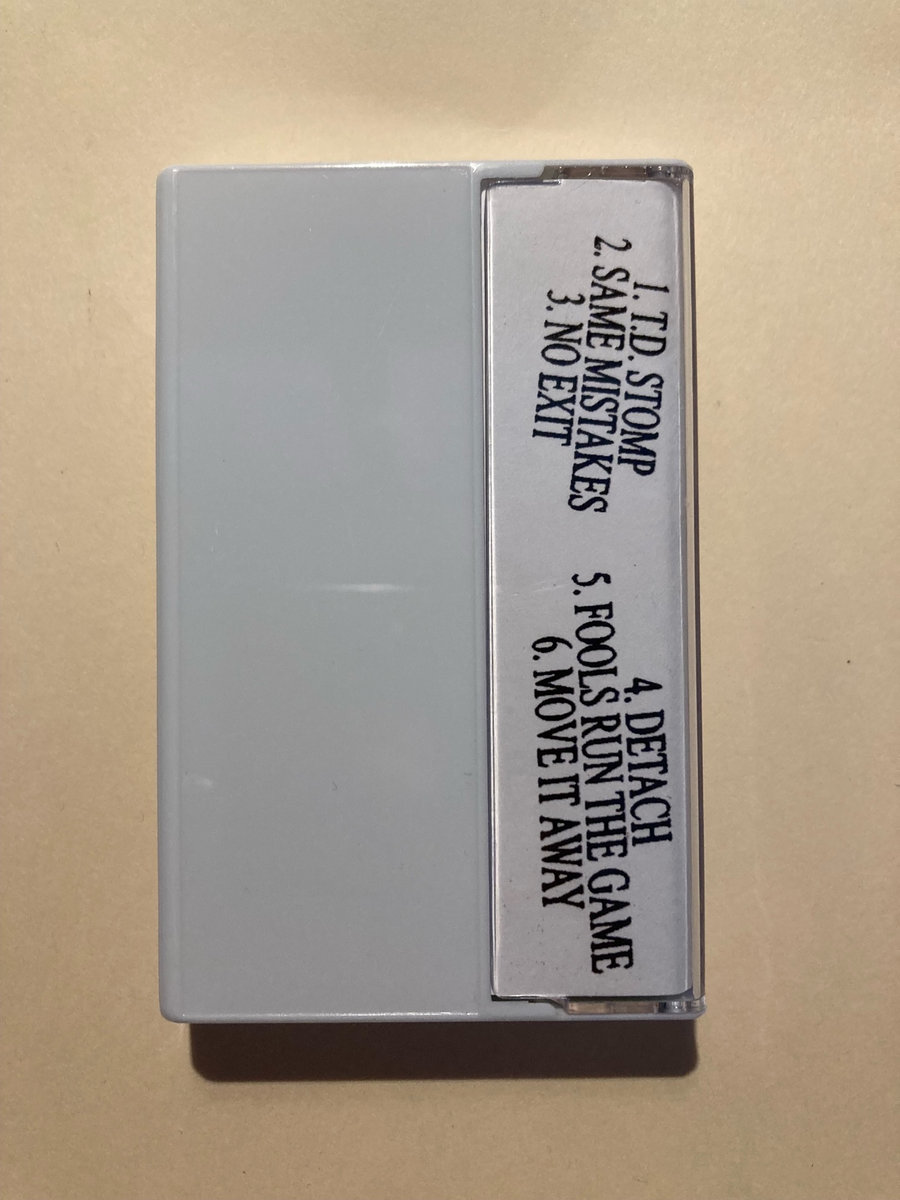 1. T.D. STOMP
2. SAME MISTAKES
3. NO EXIT
4. DETACH
5. FOOLS RUN THE GAME
6. MOVE IT AWAY